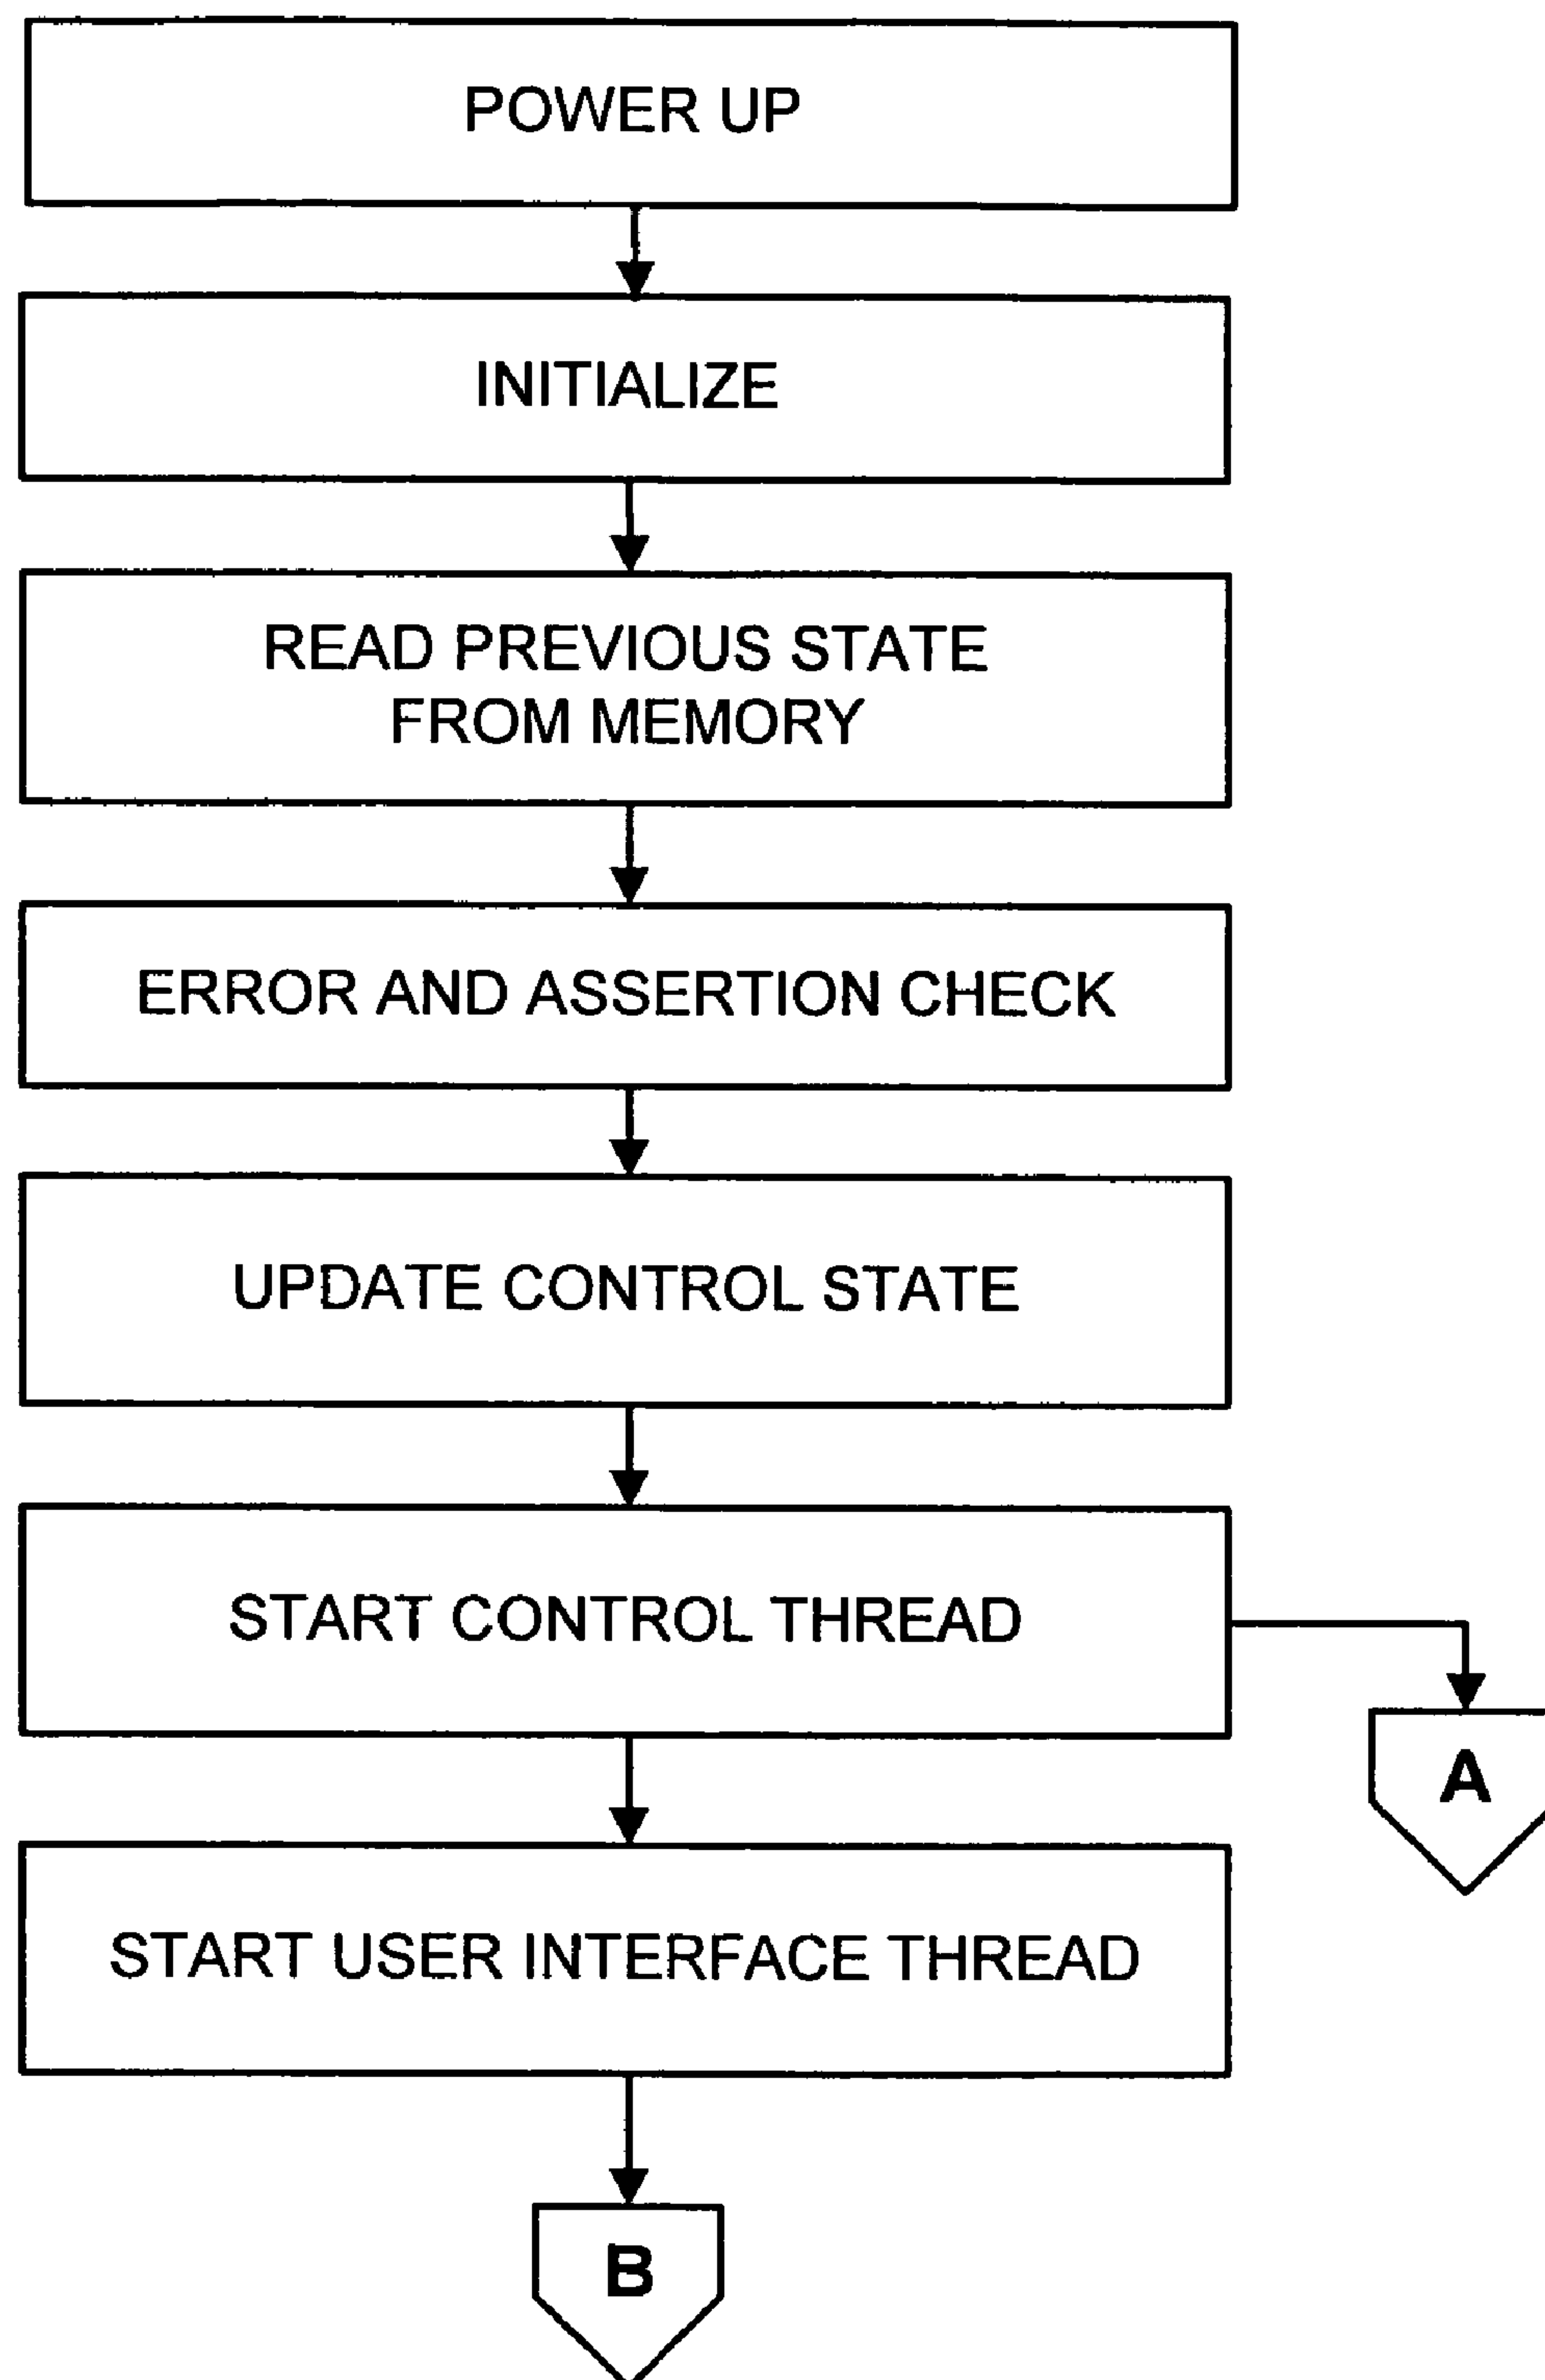 POWER UP
INITIALIZE
READ PREVIOUS STATE
FROM MEMORY
ERROR AND ASSERTION CHECK
UPDATE CONTROL STATE
START CONTROL THREAD
A
START USER INTERFACE THREAD
B